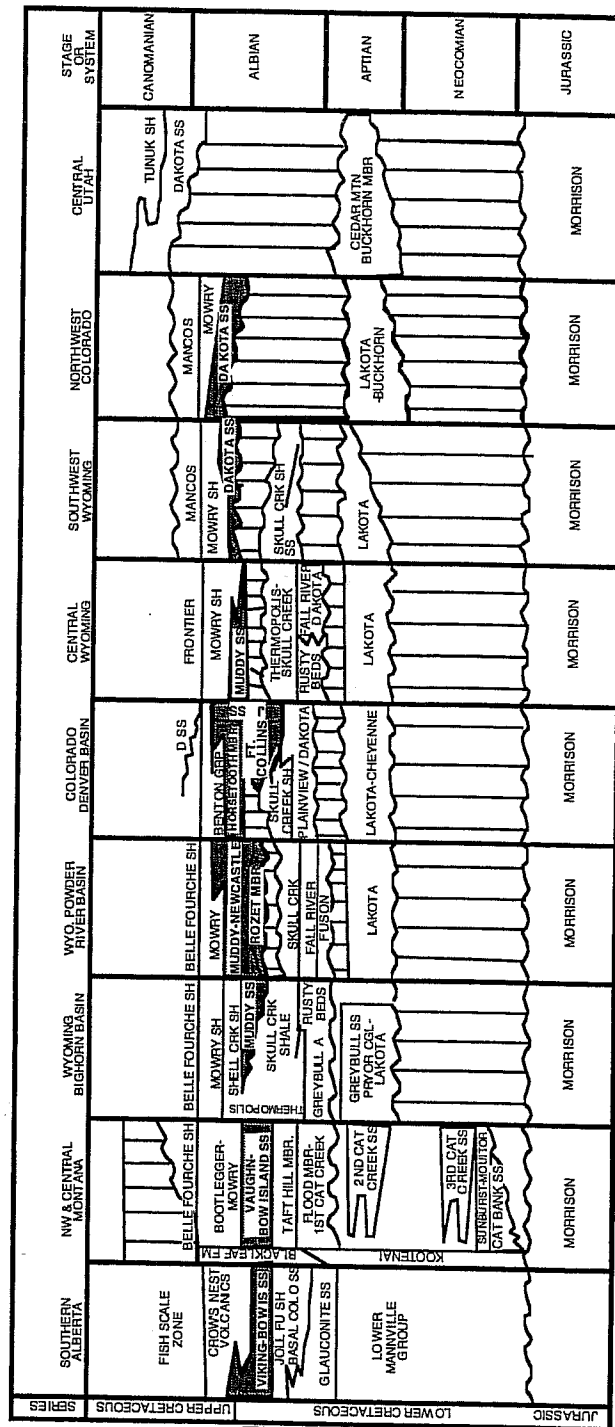 SERIES
SOUTHERN
ALBERTA
NW & CENTRAL
MONTANA
WYOMING
BIGHORN BASIN
WYO. POWDER
RIVER BASIN
COLORADO
DENVER BASIN
CENTRAL
WYOMING
SOUTHWEST
WYOMING
NORTHWEST
COLORADO
CENTRAL
UTAH
STAGE
OR
SYSTEM
UPPER CRETACEOUS
LOWER CRETACEOUS
JURASSIC
FISH SCALE
ZONE
CROW'S NEST
VOLCANICS
VIKING-BOW IS SS
JOLI FU SH
BASAL COLO SS
GLAUCONITE SS
LOWER
MANNVILLE
GROUP
BELLE FOURCHE SH
BLACKLEAF FM
BOOTLEGGER-
MOWRY
VAUGHN-
BOW ISLAND SS
TAFT HILL MBR.
FLOOD MBR-
1ST CAT CREEK
KOOTENAI
2ND CAT
CREEK SS
3RD CAT
CREEK SS
SUNBURST-MOULTOR
CAT BANK SS
MORRISON
BELLE FOURCHE SH
MOWRY SH
THERMOPOLIS
SHELL CRK SH
MUDDY SS
SKULL CRK
SHALE
RUSTY
BEDS
GREYBULL A
GREYBULL SS
PRYOR CGL-
LAKOTA
MORRISON
BELLE FOURCHE SH
MOWRY
MUDDY-NEWCASTLE
ROZET MBR
SKULL CRK
FALL RIVER
FUSON
LAKOTA
MORRISON
D SS
BENTON GRP
HORSETOOTH MBR
J SS
FT.
COLLINS
SKULL
CREEK SH
PLAINVIEW / DAKOTA
LAKOTA-CHEYENNE
MORRISON
FRONTIER
MOWRY SH
MUDDY SS
THERMOPOLIS-
SKULL CREEK
RUSTY
BEDS
FALL RIVER
DAKOTA
LAKOTA
MORRISON
MANCOS
MOWRY SH
DAKOTA SS
SKULL CRK SH
SS
LAKOTA
MORRISON
MANCOS
MOWRY
DAKOTA SS
LAKOTA
-BUCKHORN
MORRISON
TUNUK SH
DAKOTA SS
CEDAR MTN
BUCKHORN MBR
MORRISON
CANOMANIAN
ALBIAN
APTIAN
NEOCOMIAN
JURASSIC